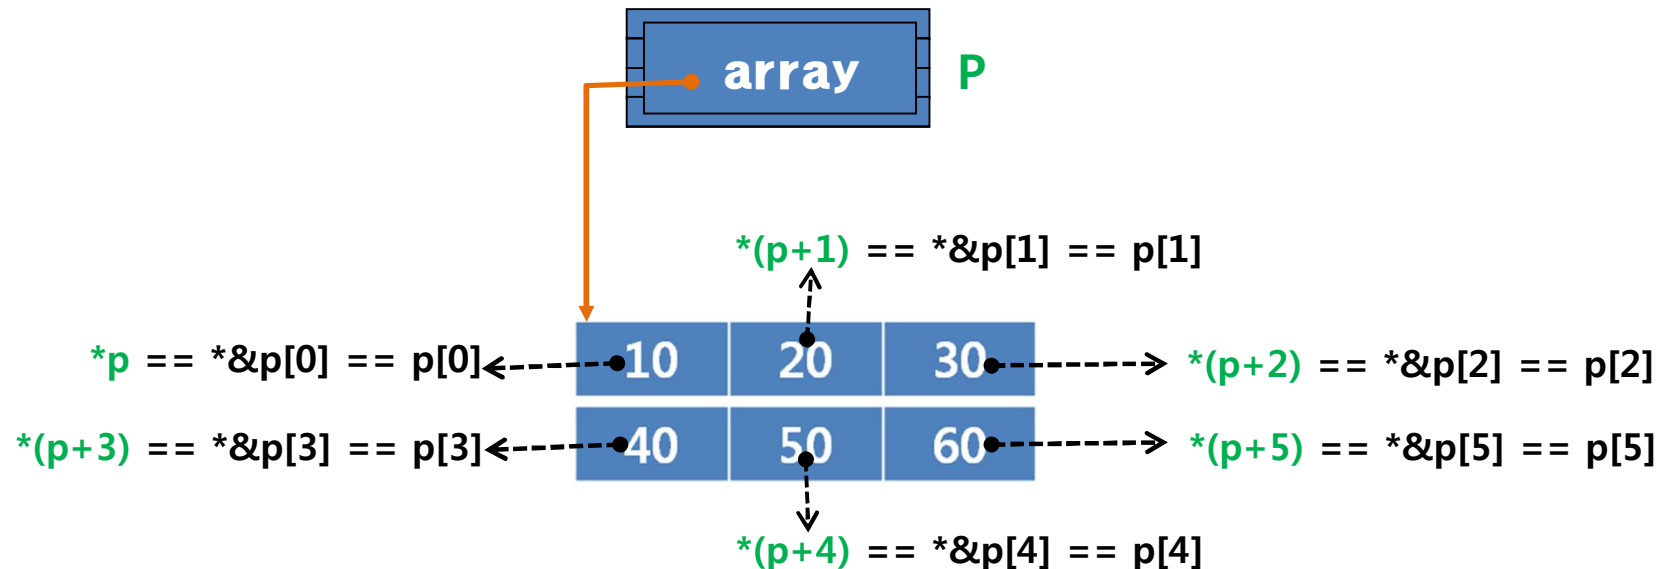 array P
*(p+1) == *&p[1] == p[1]
*p == *&p[0] == p[0] 10 20 30 *(p+2) == *&p[2] == p[2]
*(p+3) == *&p[3] == p[3] 40 50 60 *(p+5) == *&p[5] == p[5]
*(p+4) == *&p[4] == p[4]